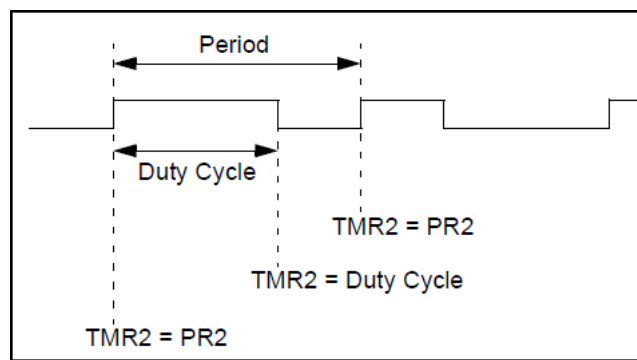 Period
Duty Cycle
TMR2 = PR2
TMR2 = Duty Cycle
TMR2 = PR2